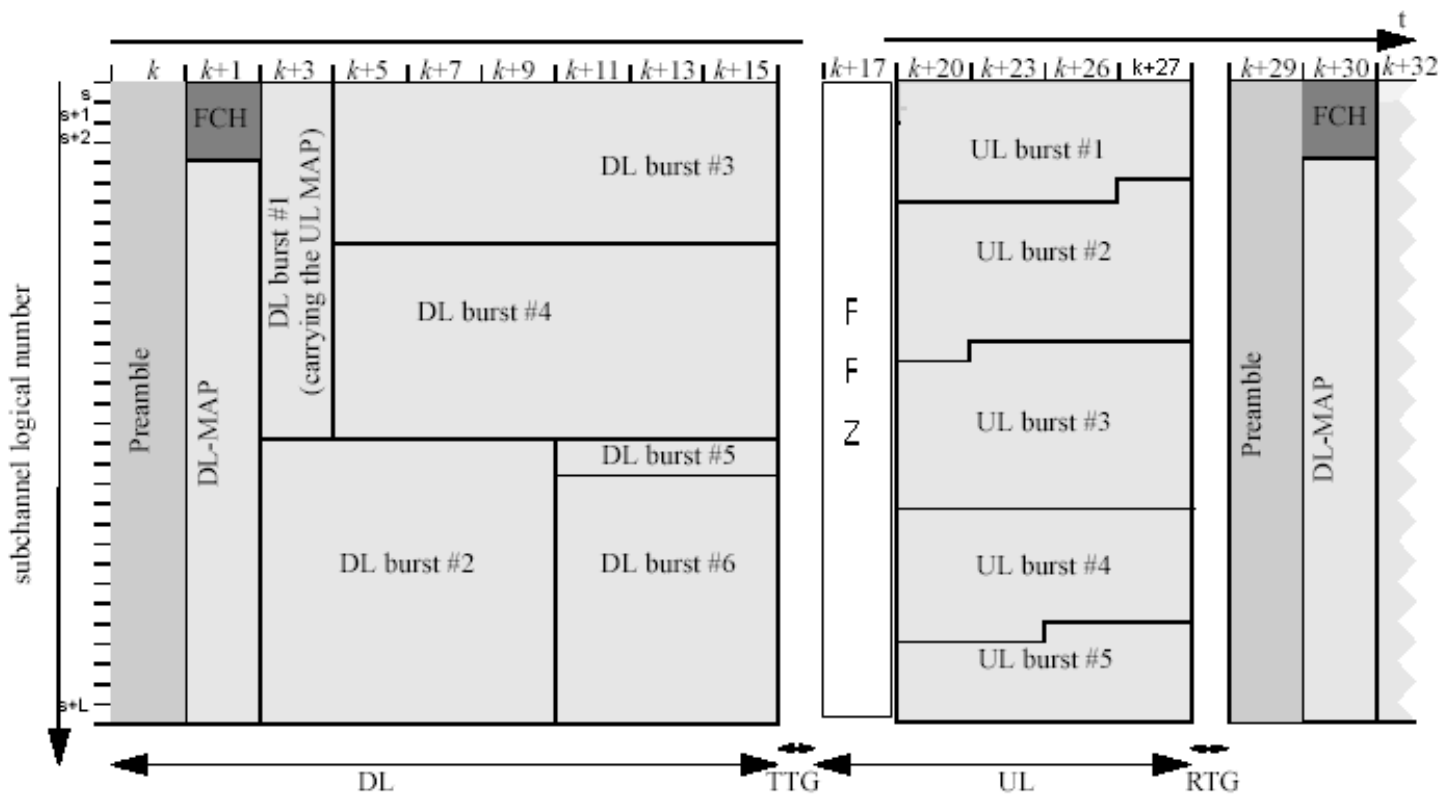 t
k k+1 k+3 k+5 k+7 k+9 k+11 k+13 k+15 k+17 k+20 k+23 k+26 k+27 k+29 k+30 k+32
s
s+1
s+2
s+L
subchannel logical number
Preamble
FCH
DL-MAP
DL burst #1
(carrying the UL MAP)
DL burst #3
DL burst #4
DL burst #5
DL burst #2
DL burst #6
F
F
Z
UL burst #1
UL burst #2
UL burst #3
UL burst #4
UL burst #5
Preamble
FCH
DL-MAP
DL TTG UL RTG